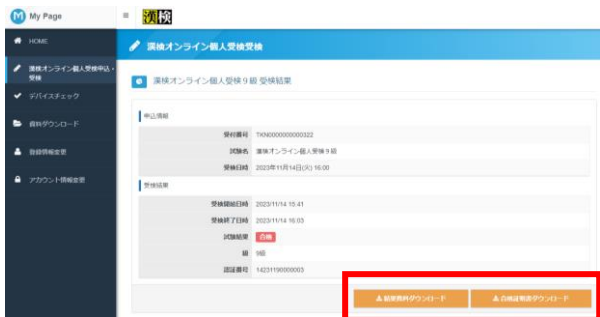 My Page
漢検
HOME
漢検オンライン個人受検申込・
受検
漢検オンライン個人受検受検
デバイスチェック
漢検オンライン個人受検9級 受検結果
資料ダウンロード
登録情報変更
アカウント情報変更
申込情報
受付番号 TKN0000000000322
試験名 漢検オンライン個人受検9級
受検日時 2023年11月14日(火) 16:00
受検結果
受検開始日時 2023/11/14 15:41
受検終了日時 2023/11/14 16:03
試験結果 合格
級 9級
認証番号 14231190000003
結果資料ダウンロード
合格証明書ダウンロード